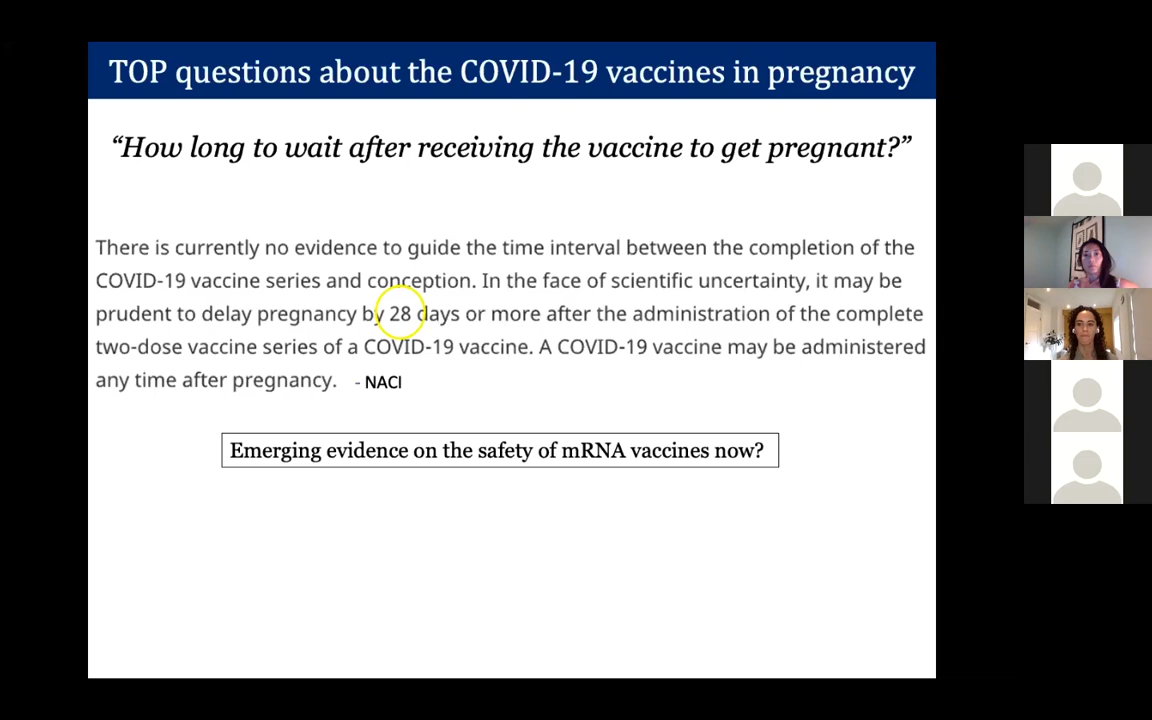 TOP questions about the COVID-19 vaccines in pregnancy
“How long to wait after receiving the vaccine to get pregnant?”
There is currently no evidence to guide the time interval between the completion of the
COVID-19 vaccine series and conception. In the face of scientific uncertainty, it may be
prudent to delay pregnancy by 28 days or more after the administration of the complete
two-dose vaccine series of a COVID-19 vaccine. A COVID-19 vaccine may be administered
any time after pregnancy. - NACI
Emerging evidence on the safety of mRNA vaccines now?